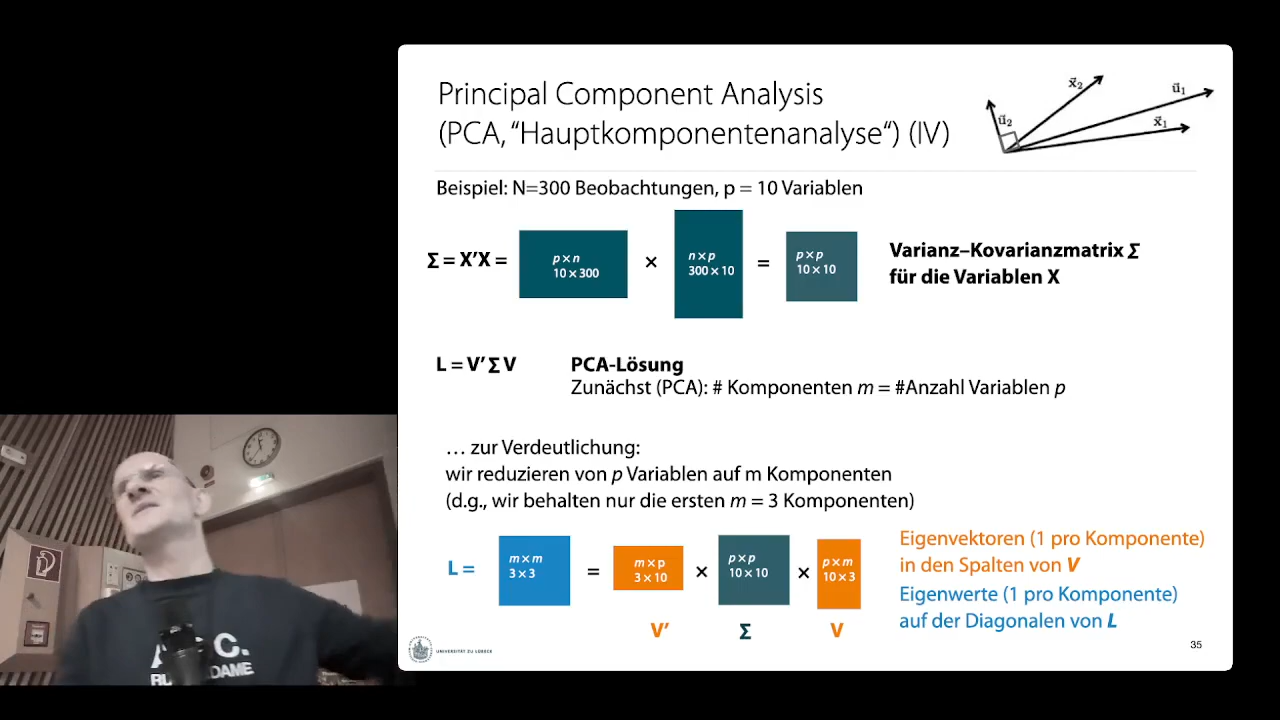 Principal Component Analysis
(PCA, “Hauptkomponentenanalyse“) (IV)
x⃗₂
u⃗₁
u⃗₂
x⃗₁
Beispiel: N=300 Beobachtungen, p = 10 Variablen
Σ = X’X =
p × n
10 × 300
×
n × p
300 × 10
=
p × p
10 × 10
Varianz–Kovarianzmatrix Σ
für die Variablen X
L = V’ Σ V
PCA-Lösung
Zunächst (PCA): # Komponenten m = #Anzahl Variablen p
… zur Verdeutlichung:
wir reduzieren von p Variablen auf m Komponenten
(d.g., wir behalten nur die ersten m = 3 Komponenten)
L =
m × m
3 × 3
=
m × p
3 × 10
×
p × p
10 × 10
×
p × m
10 × 3
V’
Σ
V
Eigenvektoren (1 pro Komponente)
in den Spalten von V
Eigenwerte (1 pro Komponente)
auf der Diagonalen von L
UNIVERSITÄT ZU LÜBECK
35